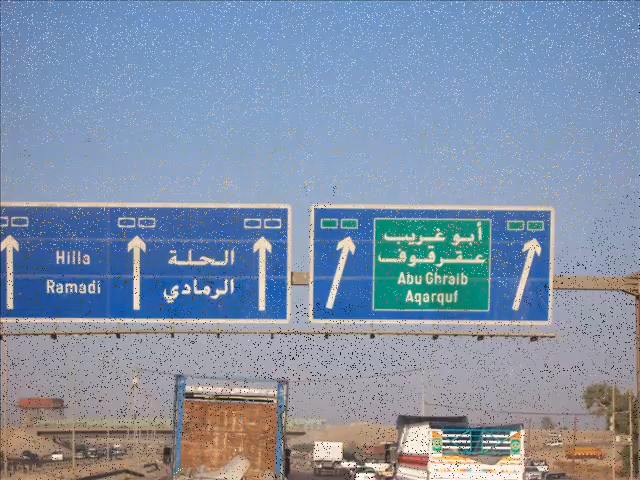 Hilla
Ramadi
الحلة
الرمادي
أبو غريب
عقرقوف
Abu Ghraib
Aqarquf